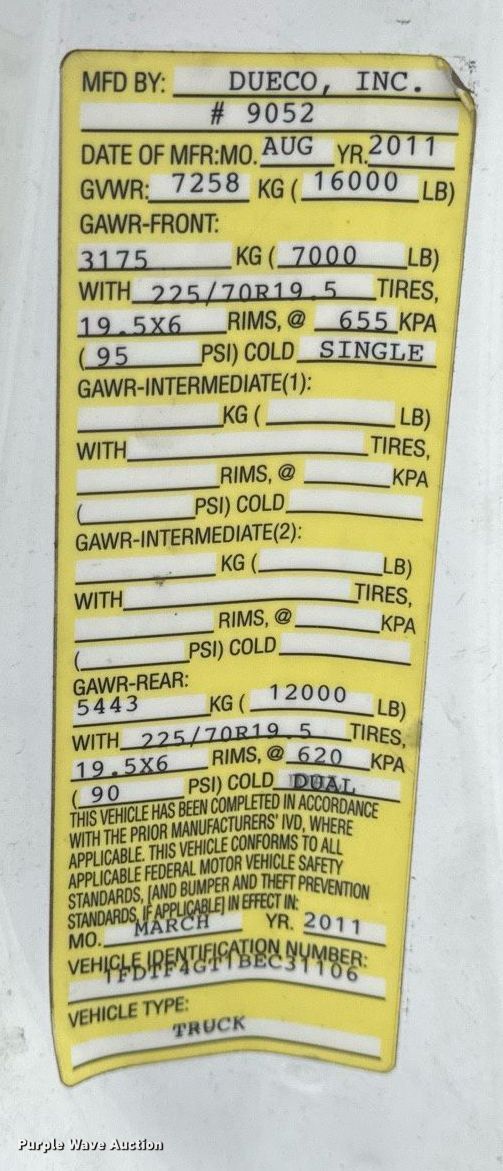 MFD BY: DUECO, INC.
# 9052
DATE OF MFR:MO. AUG YR. 2011
GVWR: 7258 KG ( 16000 LB)
GAWR-FRONT:
3175 KG ( 7000 LB)
WITH 225/70R19.5 TIRES,
19.5X6 RIMS, @ 655 KPA
( 95 PSI) COLD SINGLE
GAWR-INTERMEDIATE(1):
KG ( LB)
WITH TIRES,
RIMS, @ KPA
( PSI) COLD
GAWR-INTERMEDIATE(2):
KG ( LB)
WITH TIRES,
RIMS, @ KPA
( PSI) COLD
GAWR-REAR:
5443 KG ( 12000 LB)
WITH 225/70R19.5 TIRES,
19.5X6 RIMS, @ 620 KPA
( 90 PSI) COLD DUAL
THIS VEHICLE HAS BEEN COMPLETED IN ACCORDANCE
WITH THE PRIOR MANUFACTURERS' IVD, WHERE
APPLICABLE. THIS VEHICLE CONFORMS TO ALL
APPLICABLE FEDERAL MOTOR VEHICLE SAFETY
STANDARDS, [AND BUMPER AND THEFT PREVENTION
STANDARDS, IF APPLICABLE] IN EFFECT IN:
MO. MARCH YR. 2011
VEHICLE IDENTIFICATION NUMBER:
1FDTF4GT1BEC31106
VEHICLE TYPE:
TRUCK
Purple Wave Auction